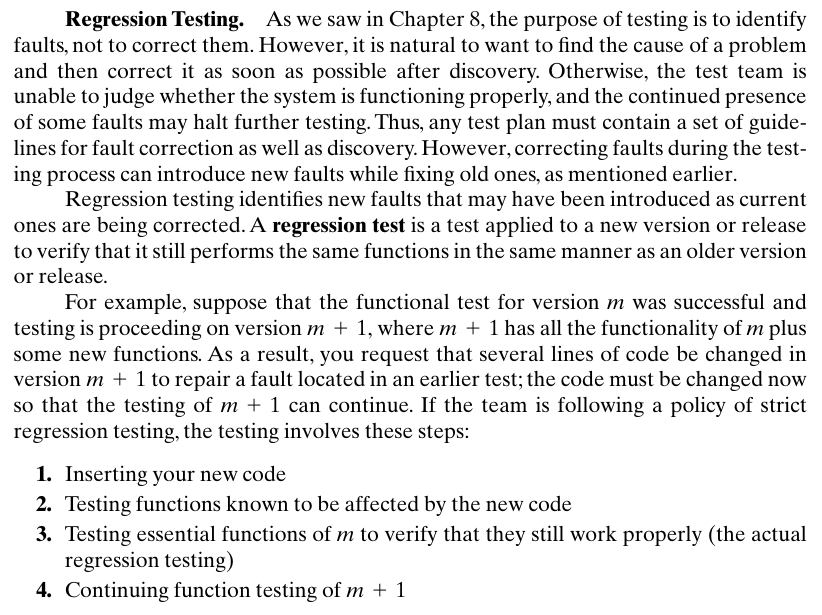 Regression Testing. As we saw in Chapter 8, the purpose of testing is to identify
faults, not to correct them. However, it is natural to want to find the cause of a problem
and then correct it as soon as possible after discovery. Otherwise, the test team is
unable to judge whether the system is functioning properly, and the continued presence
of some faults may halt further testing. Thus, any test plan must contain a set of guide-
lines for fault correction as well as discovery. However, correcting faults during the test-
ing process can introduce new faults while fixing old ones, as mentioned earlier.
Regression testing identifies new faults that may have been introduced as current
ones are being corrected. A regression test is a test applied to a new version or release
to verify that it still performs the same functions in the same manner as an older version
or release.
For example, suppose that the functional test for version m was successful and
testing is proceeding on version m + 1, where m + 1 has all the functionality of m plus
some new functions. As a result, you request that several lines of code be changed in
version m + 1 to repair a fault located in an earlier test; the code must be changed now
so that the testing of m + 1 can continue. If the team is following a policy of strict
regression testing, the testing involves these steps:
1. Inserting your new code
2. Testing functions known to be affected by the new code
3. Testing essential functions of m to verify that they still work properly (the actual
regression testing)
4. Continuing function testing of m + 1